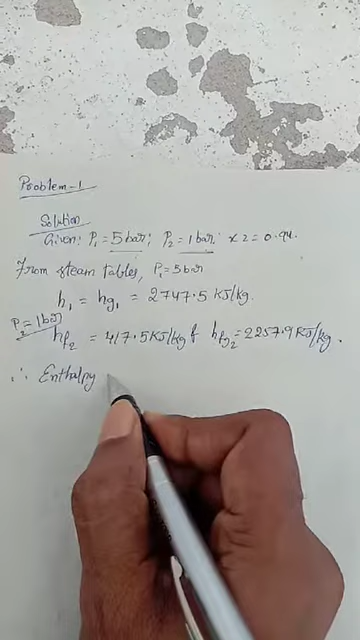 Problem-1
Solution
Given: P₁ = 5 bar; P₂ = 1 bar x2 = 0.94.
From steam tables, P₁ = 5 bar
h₁ = hg₁ = 2747.5 KJ/kg.
P₂ = 1 bar
hf₂ = 417.5 KJ/kg & hfg₂ = 2257.9 KJ/kg.
∴ Enthalpy